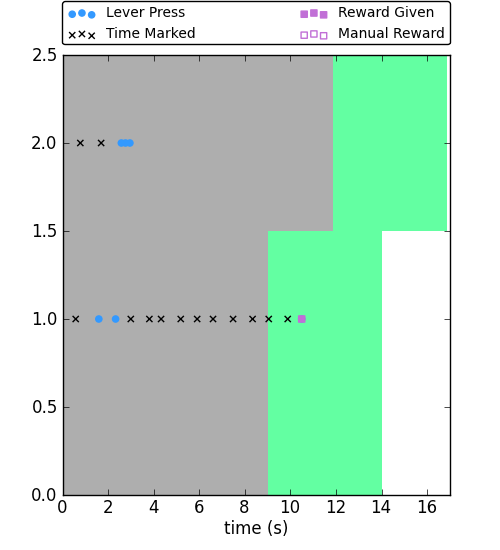 Lever Press
Time Marked
Reward Given
Manual Reward
2.5
2.0
1.5
1.0
0.5
0.0
0 2 4 6 8 10 12 14 16
time (s)